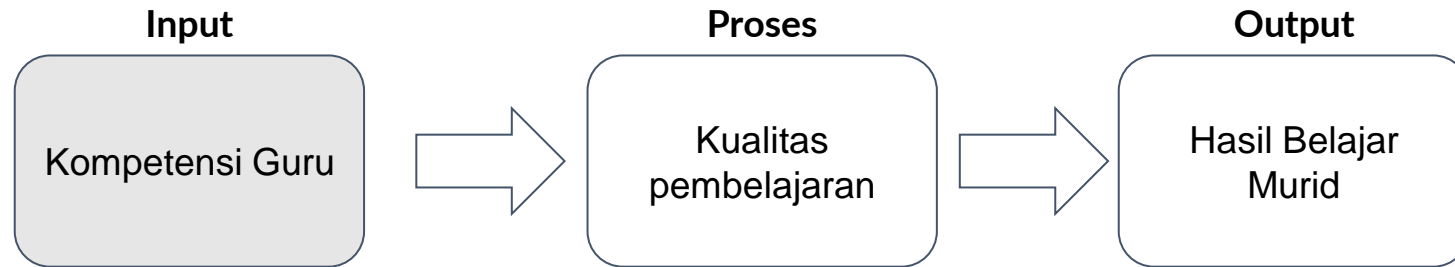 Input
Proses
Output
Kompetensi Guru
Kualitas
pembelajaran
Hasil Belajar
Murid